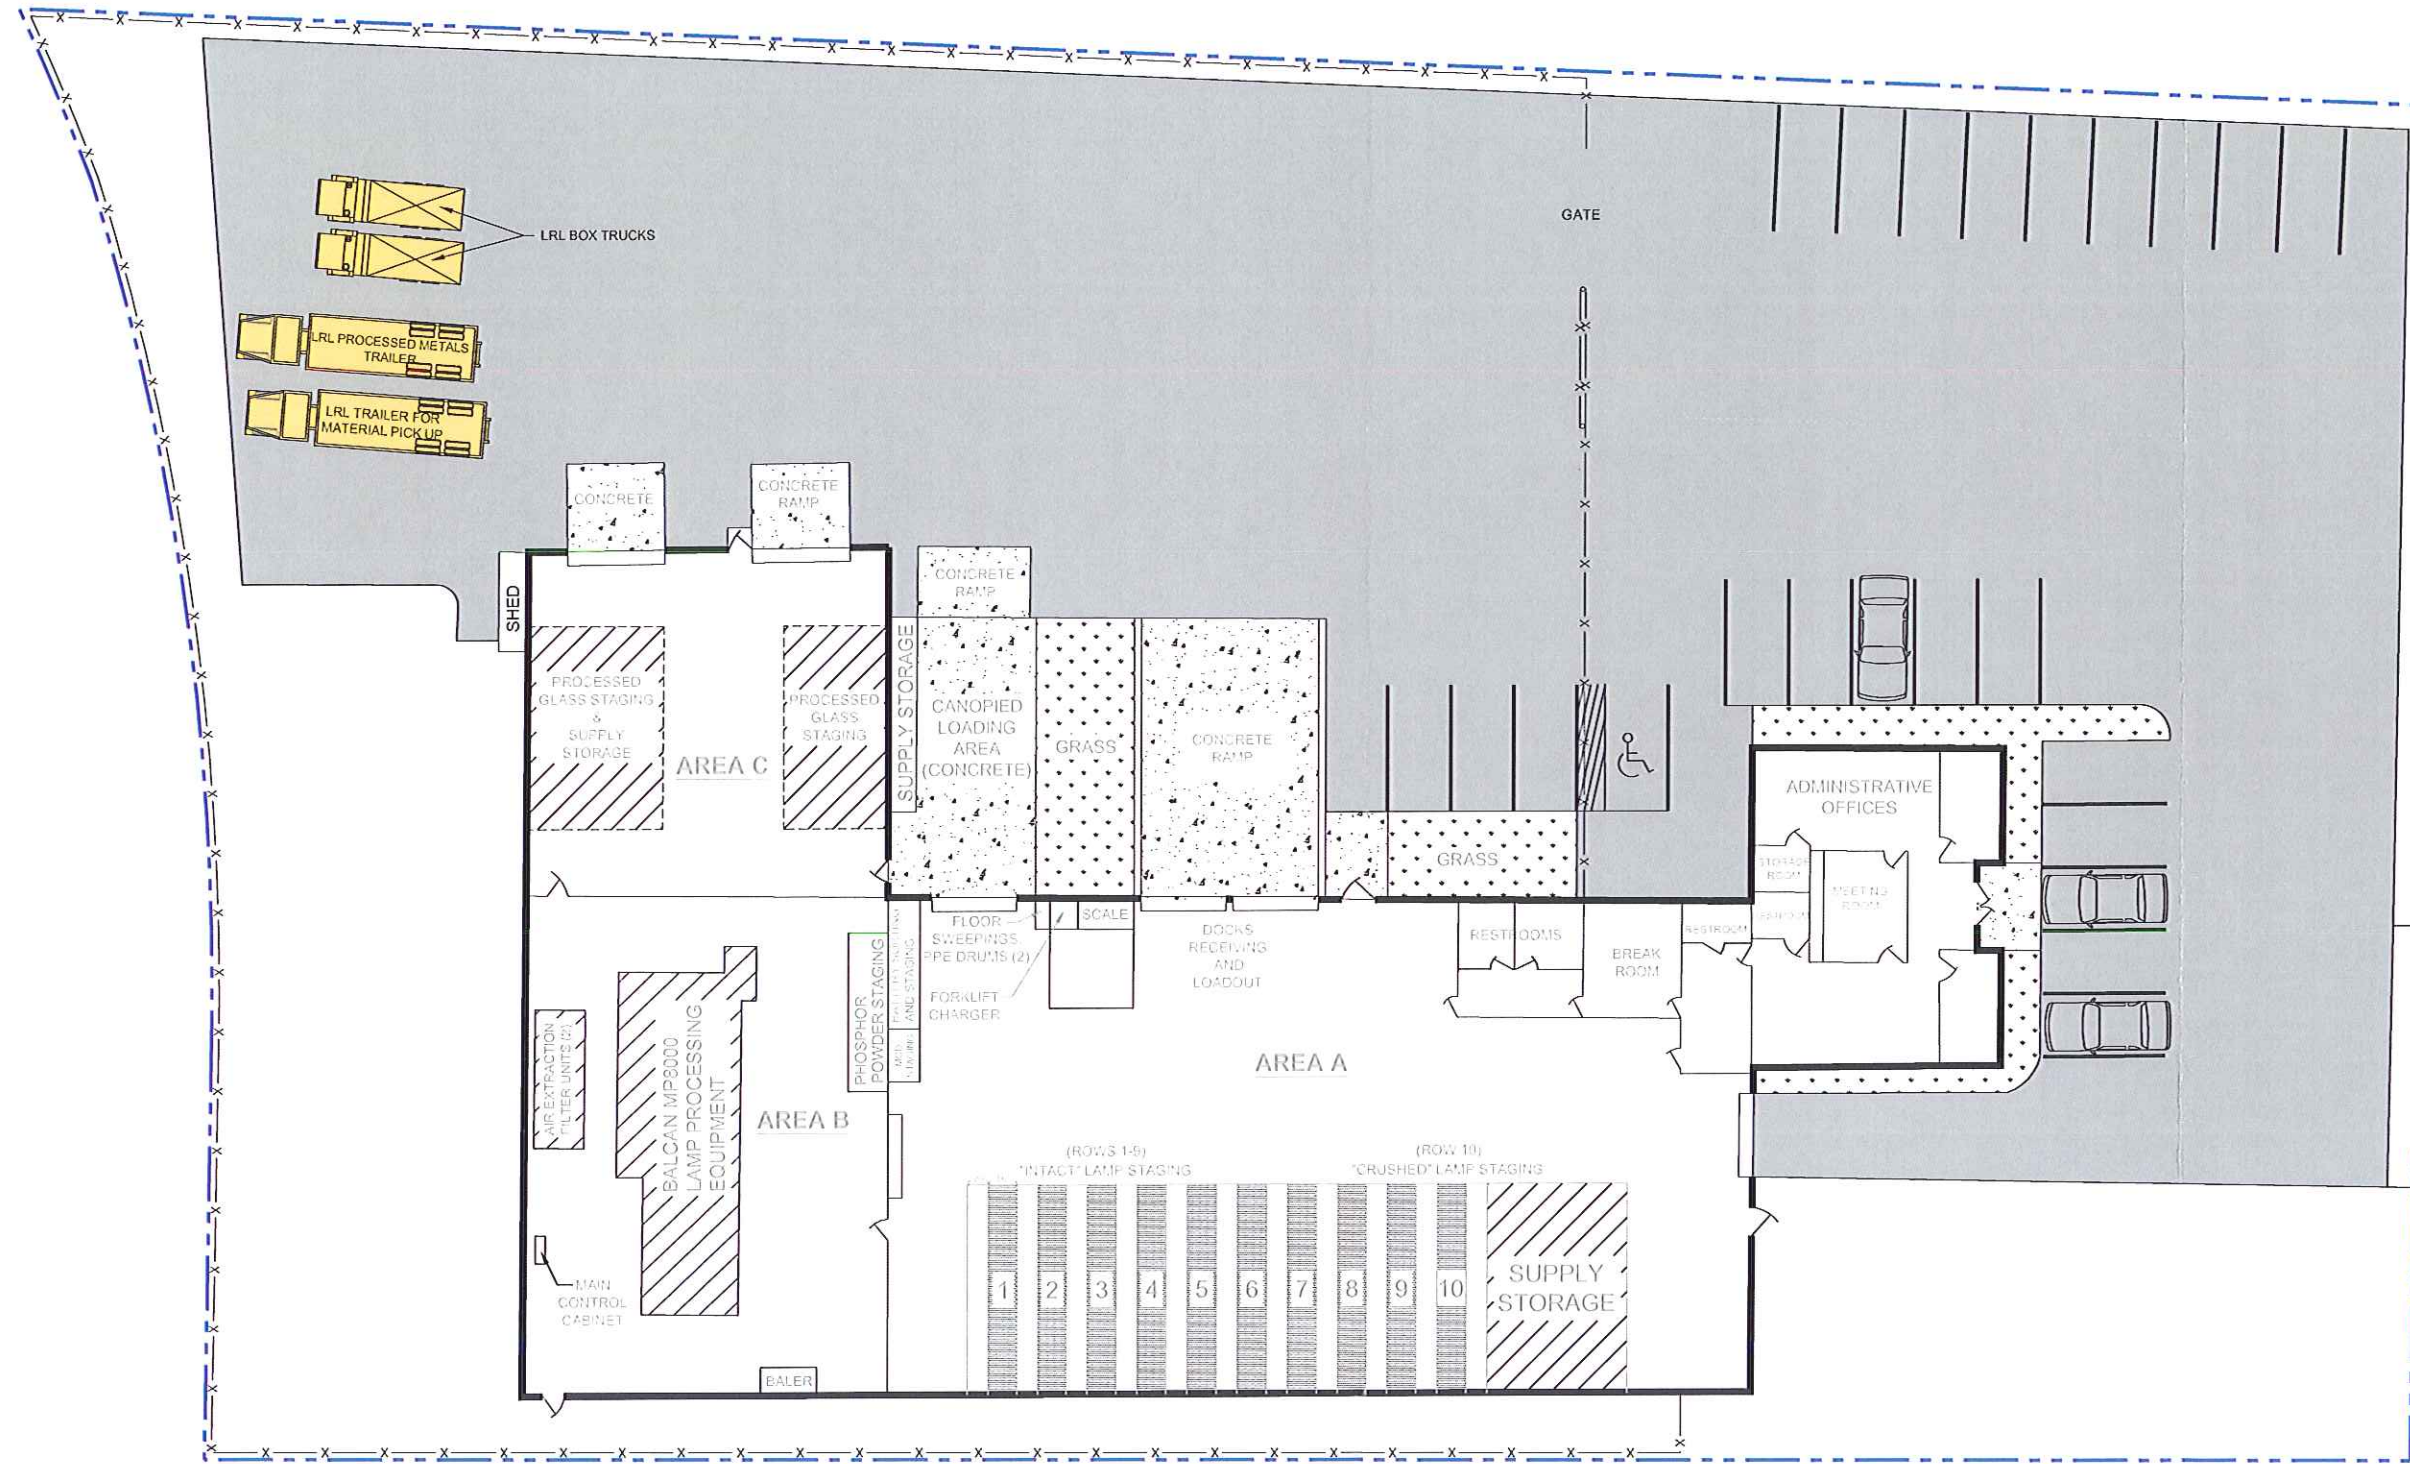 GATE
LRL BOX TRUCKS
LRL PROCESSED METALS
TRAILER
LRL TRAILER FOR
MATERIAL PICK UP
CONCRETE
CONCRETE
RAMP
CONCRETE
RAMP
SHED
PROCESSED
GLASS STAGING
&
SUPPLY
STORAGE
AREA C
PROCESSED
GLASS
STAGING
SUPPLY STORAGE
CANOPIED
LOADING
AREA
(CONCRETE)
GRASS
CONCRETE
RAMP
GRASS
ADMINISTRATIVE
OFFICES
STORAGE
ROOM
MEETING
ROOM
RESTROOM
RESTROOMS
BREAK
ROOM
FLOOR
SWEEPINGS
PPE DRUMS (2)
SCALE
FORKLIFT
CHARGER
DOCKS
RECEIVING
AND
LOADOUT
PHOSPHOR
POWDER STAGING
AND STAGING
AREA A
AIR EXTRACTION
FILTER UNITS (2)
BALCAN MP8000
LAMP PROCESSING
EQUIPMENT
AREA B
(ROWS 1-9)
"INTACT" LAMP STAGING
(ROW 10)
"CRUSHED" LAMP STAGING
1
2
3
4
5
6
7
8
9
10
SUPPLY
STORAGE
MAIN
CONTROL
CABINET
BALER